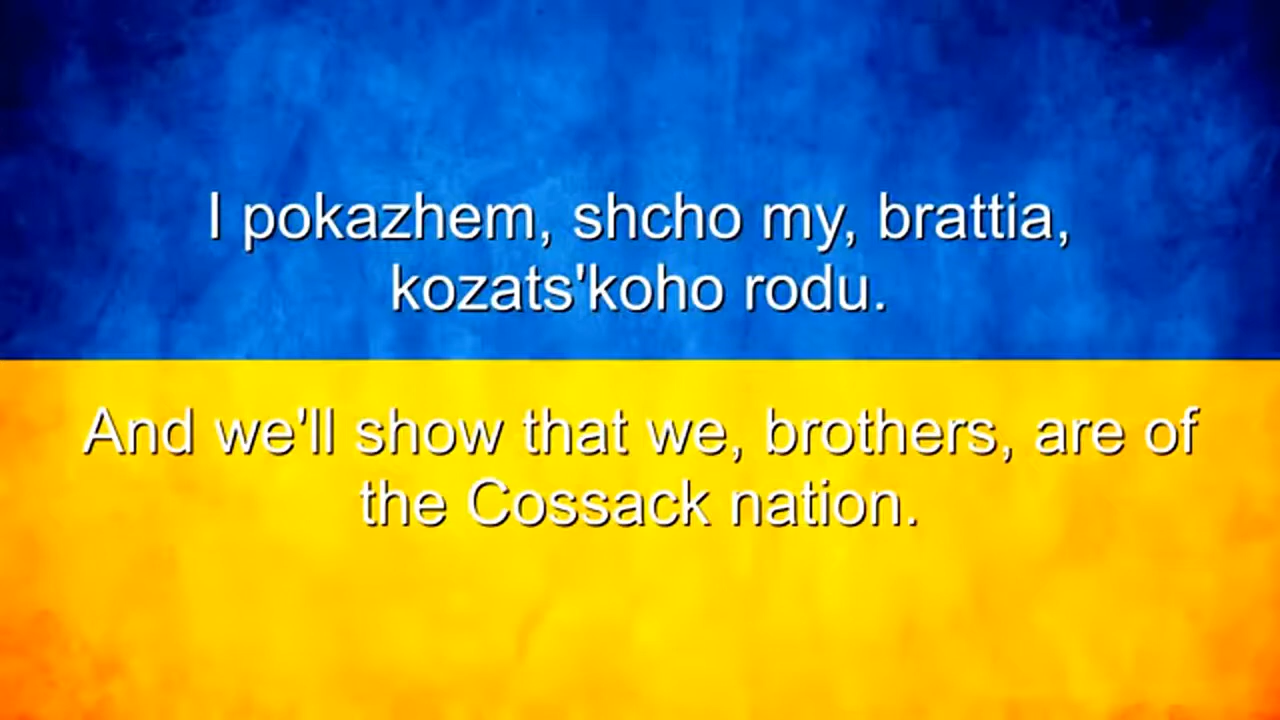 I pokazhem, shcho my, brattia,
kozats'koho rodu.
And we'll show that we, brothers, are of
the Cossack nation.